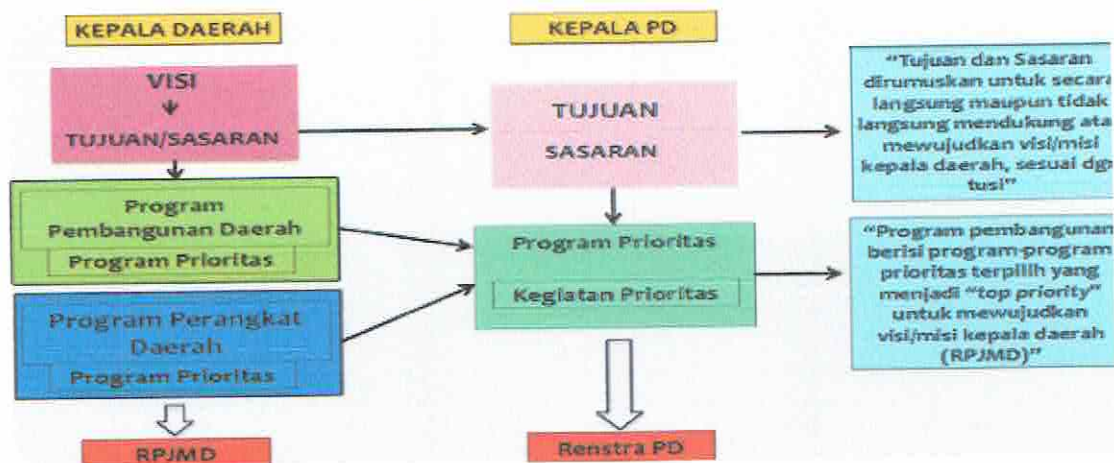 KEPALA DAERAH
VISI
TUJUAN/SASARAN
Program
Pembangunan Daerah
Program Prioritas
Program Perangkat
Daerah
Program Prioritas
RPJMD
KEPALA PD
TUJUAN
SASARAN
Program Prioritas
Kegiatan Prioritas
Renstra PD
“Tujuan dan Sasaran
dirumuskan untuk secara
langsung maupun tidak
langsung mendukung ata
mewujudkan visi/misi
kepala daerah, sesuai dgn
tusi”
“Program pembangunan
berisi program-program
prioritas terpilih yang
menjadi “top priority”
untuk mewujudkan
visi/misi kepala daerah
(RPJMD)”